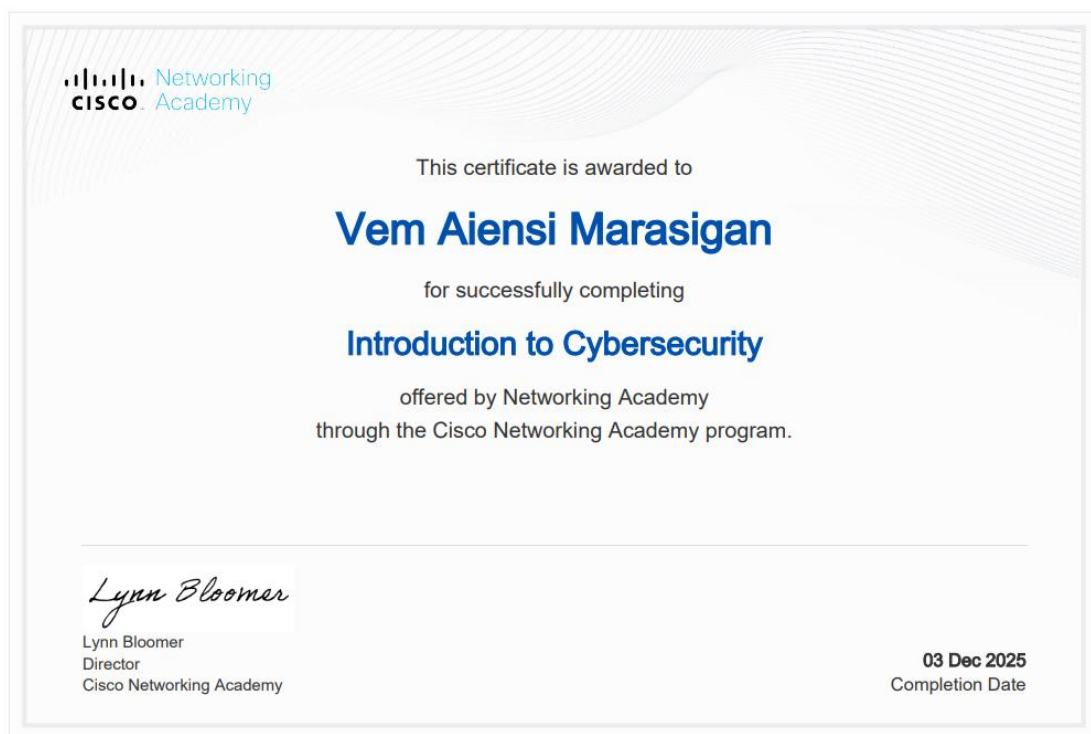 Networking
CISCO Academy
This certificate is awarded to
Vem Aiensi Marasigan
for successfully completing
Introduction to Cybersecurity
offered by Networking Academy
through the Cisco Networking Academy program.
Lynn Bloomer
Lynn Bloomer
Director
Cisco Networking Academy
03 Dec 2025
Completion Date